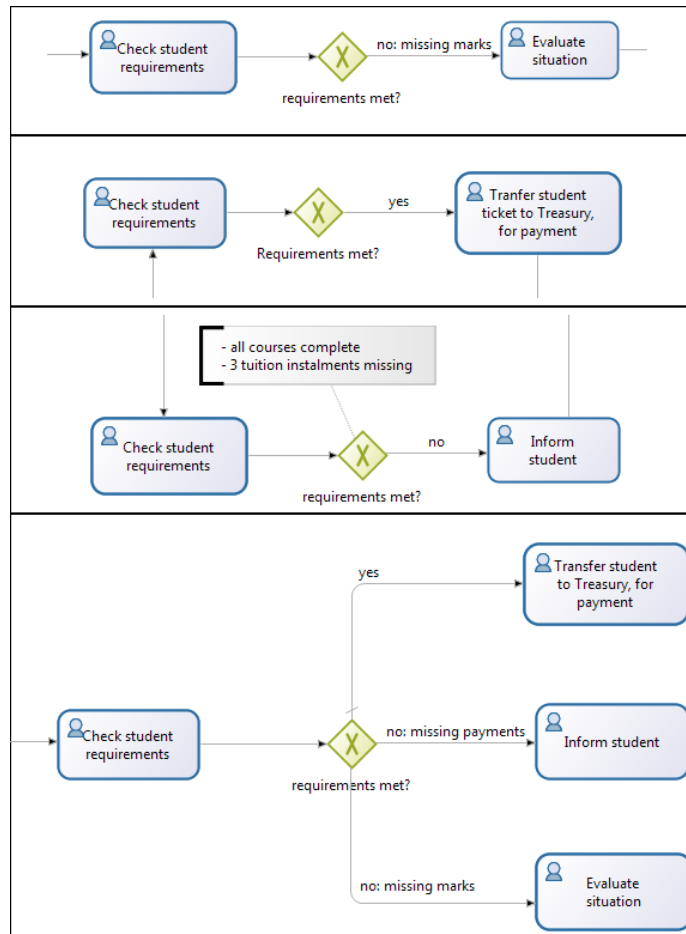 Check student
requirements
no: missing marks
Evaluate
situation
requirements met?
Check student
requirements
yes
Tranfer student
ticket to Treasury,
for payment
Requirements met?
- all courses complete
- 3 tuition instalments missing
Check student
requirements
no
Inform
student
requirements met?
yes
Transfer student
to Treasury, for
payment
Check student
requirements
no: missing payments
Inform student
requirements met?
no: missing marks
Evaluate
situation